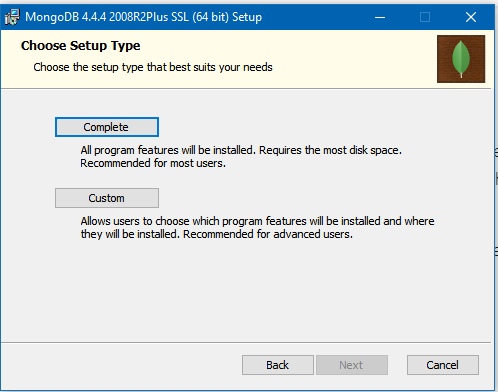 MongoDB 4.4.4 2008R2Plus SSL (64 bit) Setup
Choose Setup Type
Choose the setup type that best suits your needs
Complete
All program features will be installed. Requires the most disk space.
Recommended for most users.
Custom
Allows users to choose which program features will be installed and where
they will be installed. Recommended for advanced users.
Back
Next
Cancel